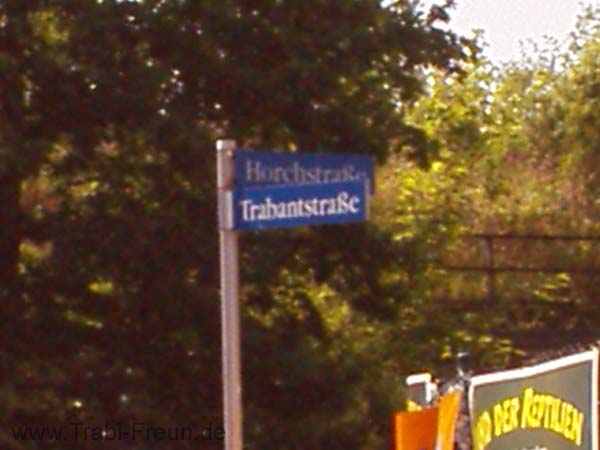 Horchstraße
Trabantstraße
DER REPTILIEN
www.Trabi-Freun.de